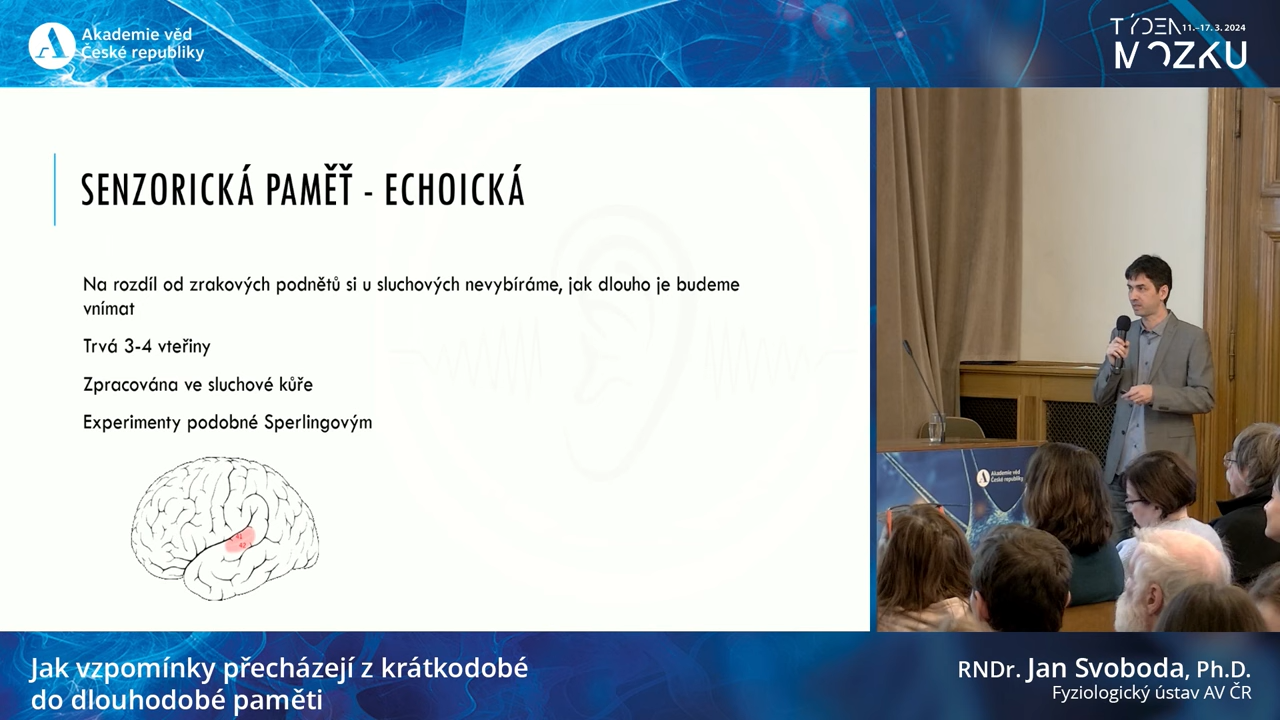 Akademie věd
České republiky
TÝDEN 11.–17. 3. 2024
MOZKU
SENZORICKÁ PAMĚŤ - ECHOICKÁ
Na rozdíl od zrakových podnětů si u sluchových nevybíráme, jak dlouho je budeme
vnímat
Trvá 3-4 vteřiny
Zpracována ve sluchové kůře
Experimenty podobné Sperlingovým
41
42
Akademie věd
České republiky
Jak vzpomínky přecházejí z krátkodobé
do dlouhodobé paměti
RNDr. Jan Svoboda, Ph.D.
Fyziologický ústav AV ČR